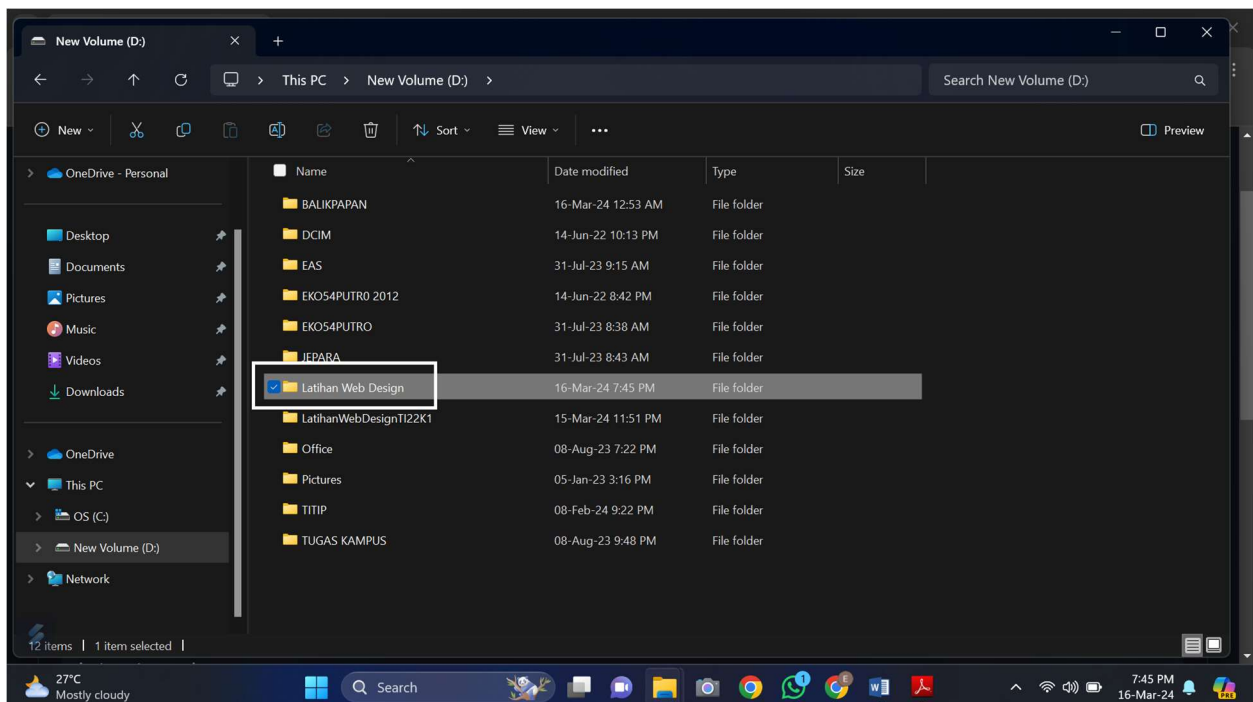 New Volume (D:)
This PC > New Volume (D:) >
Search New Volume (D:)
New
Sort
View
Preview
OneDrive - Personal
Desktop
Documents
Pictures
Music
Videos
Downloads
OneDrive
This PC
OS (C:)
New Volume (D:)
Network
Name Date modified Type Size
BALIKPAPAN 16-Mar-24 12:53 AM File folder
DCIM 14-Jun-22 10:13 PM File folder
EAS 31-Jul-23 9:15 AM File folder
EKO54PUTR0 2012 14-Jun-22 8:42 PM File folder
EKO54PUTRO 31-Jul-23 8:38 AM File folder
JEPARA 31-Jul-23 8:43 AM File folder
Latihan Web Design 16-Mar-24 7:45 PM File folder
LatihanWebDesignTI22K1 15-Mar-24 11:51 PM File folder
Office 08-Aug-23 7:22 PM File folder
Pictures 05-Jan-23 3:16 PM File folder
TITIP 08-Feb-24 9:22 PM File folder
TUGAS KAMPUS 08-Aug-23 9:48 PM File folder
12 items | 1 item selected |
27°C
Mostly cloudy
Search
1
E
W
7:45 PM
16-Mar-24
PRE